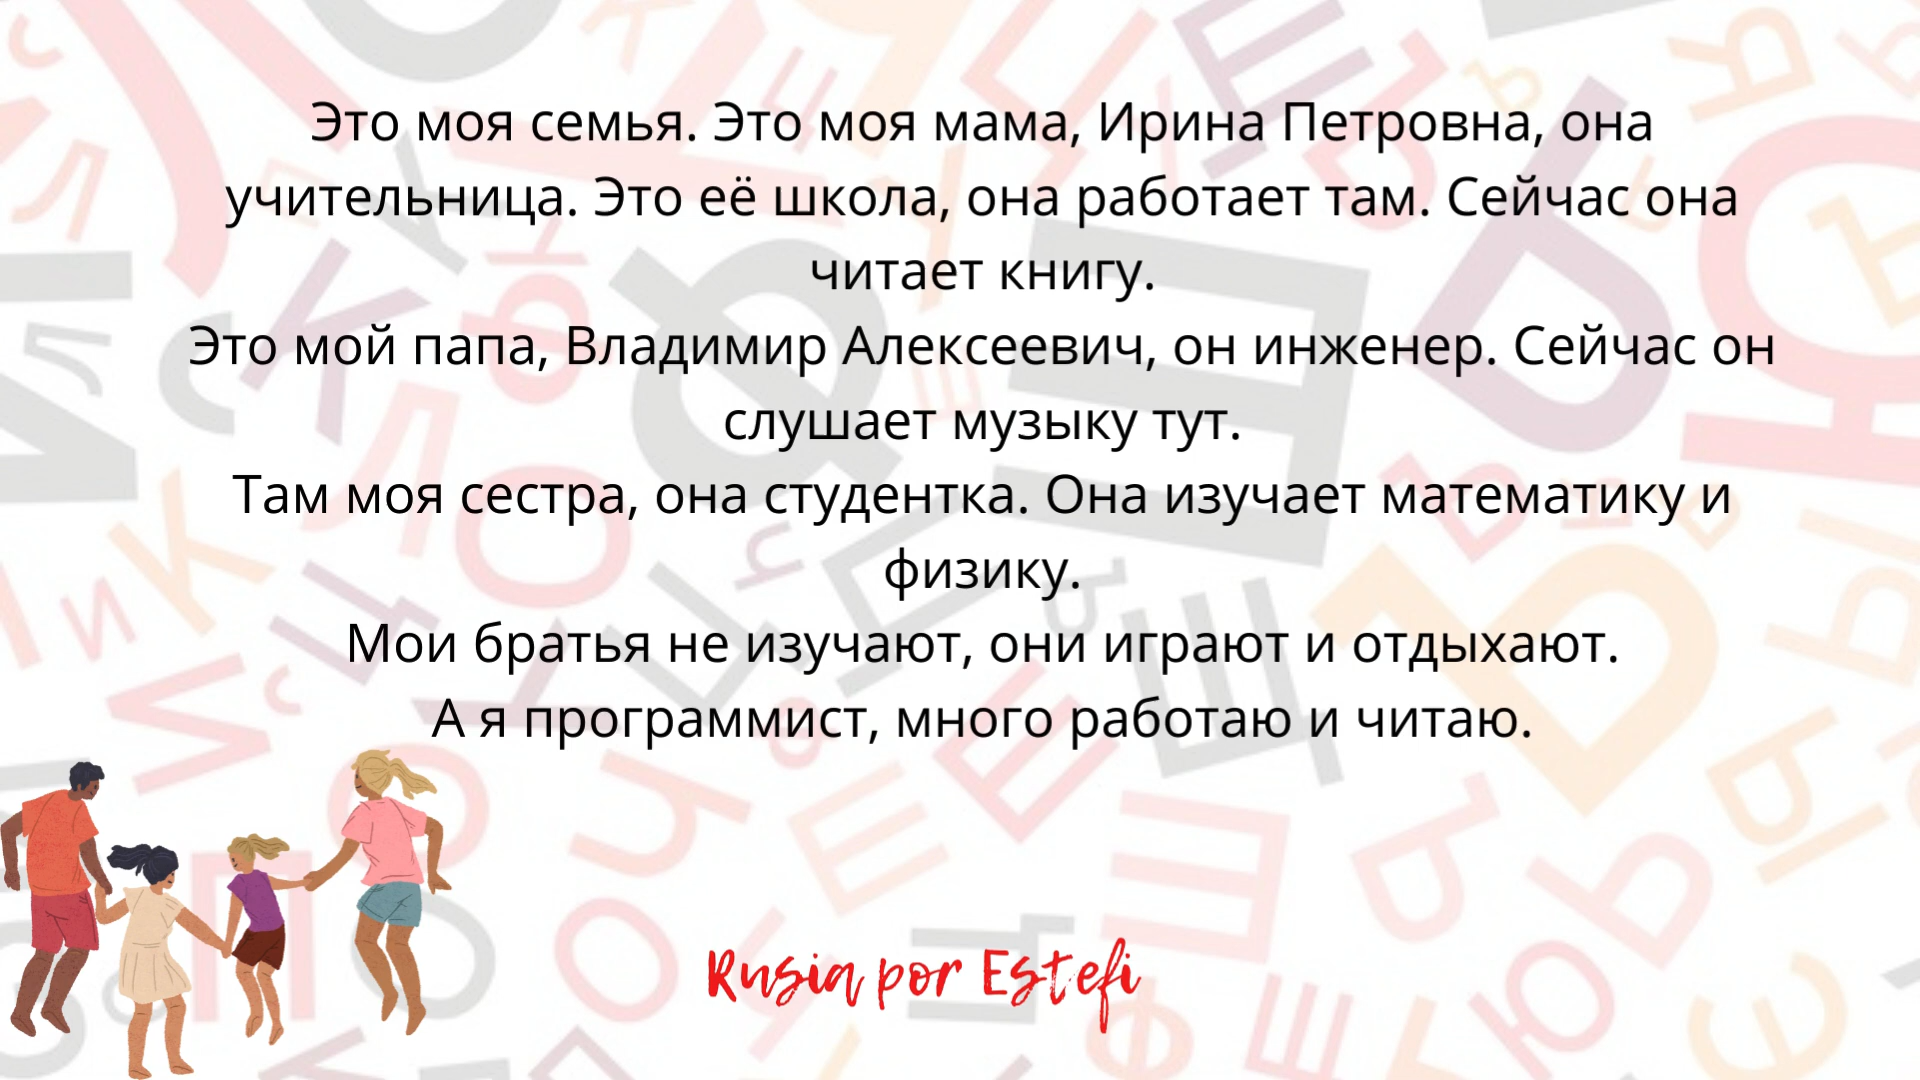 Это моя семья. Это моя мама, Ирина Петровна, она
учительница. Это её школа, она работает там. Сейчас она
читает книгу.
Это мой папа, Владимир Алексеевич, он инженер. Сейчас он
слушает музыку тут.
Там моя сестра, она студентка. Она изучает математику и
физику.
Мои братья не изучают, они играют и отдыхают.
А я программист, много работаю и читаю.
Rusia por Estefi